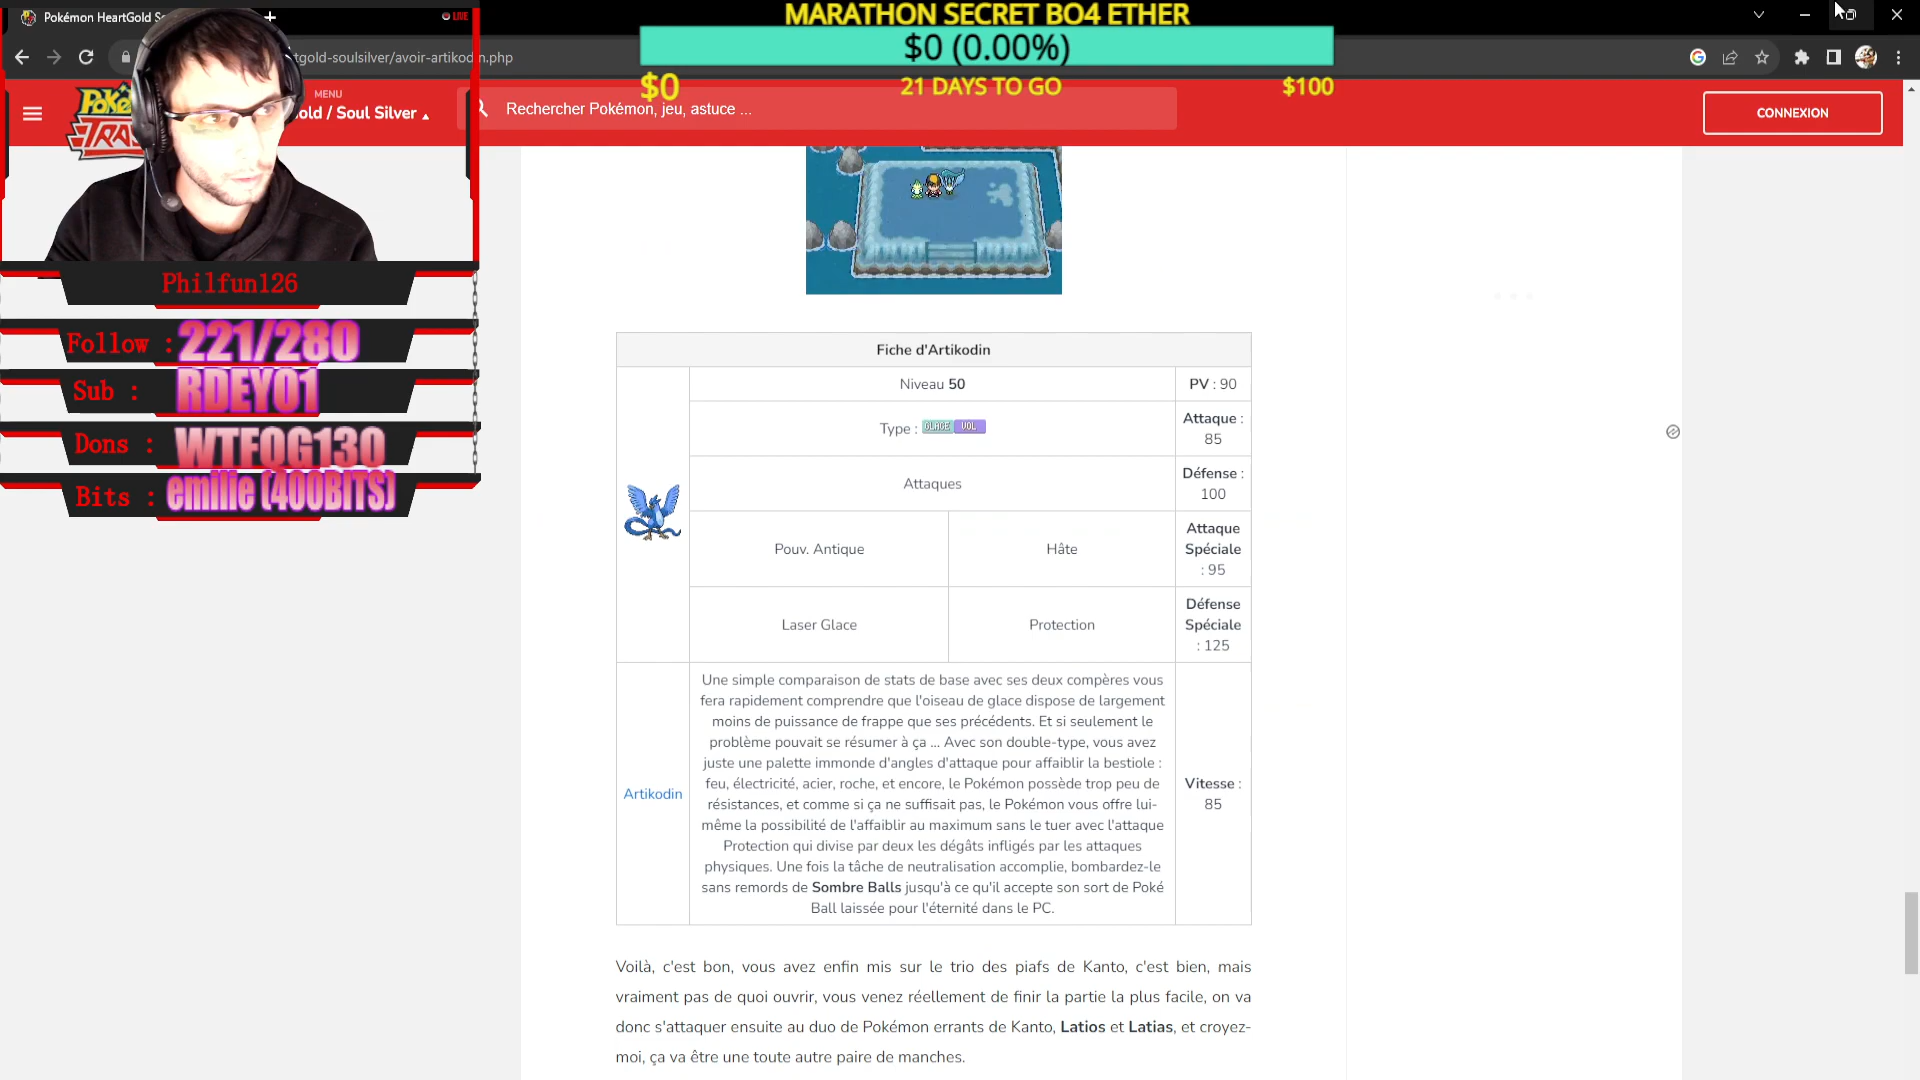 Pokémon HeartGold S
LIVE
MARATHON SECRET BO4 ETHER
$0 (0.00%)
$0
21 DAYS TO GO
$100
tgold-soulsilver/avoir-artikodin.php
MENU
old / Soul Silver
Rechercher Pokémon, jeu, astuce ...
CONNEXION
Philfun126
Follow : 221/280
Sub : RDEY01
Dons : WTFQG130
Bits : emilie (400BITS)
Fiche d'Artikodin
Niveau 50
PV : 90
Type : GLACE VOL
Attaque :
85
Attaques
Défense :
100
Pouv. Antique
Hâte
Attaque
Spéciale
: 95
Laser Glace
Protection
Défense
Spéciale
: 125
Artikodin
Une simple comparaison de stats de base avec ses deux compères vous
fera rapidement comprendre que l'oiseau de glace dispose de largement
moins de puissance de frappe que ses précédents. Et si seulement le
problème pouvait se résumer à ça ... Avec son double-type, vous avez
juste une palette immonde d'angles d'attaque pour affaiblir la bestiole :
feu, électricité, acier, roche, et encore, le Pokémon possède trop peu de
résistances, et comme si ça ne suffisait pas, le Pokémon vous offre lui-
même la possibilité de l'affaiblir au maximum sans le tuer avec l'attaque
Protection qui divise par deux les dégâts infligés par les attaques
physiques. Une fois la tâche de neutralisation accomplie, bombardez-le
sans remords de Sombre Balls jusqu'à ce qu'il accepte son sort de Poké
Ball laissée pour l'éternité dans le PC.
Vitesse :
85
Voilà, c'est bon, vous avez enfin mis sur le trio des piafs de Kanto, c'est bien, mais
vraiment pas de quoi ouvrir, vous venez réellement de finir la partie la plus facile, on va
donc s'attaquer ensuite au duo de Pokémon errants de Kanto, Latios et Latias, et croyez-
moi, ça va être une toute autre paire de manches.